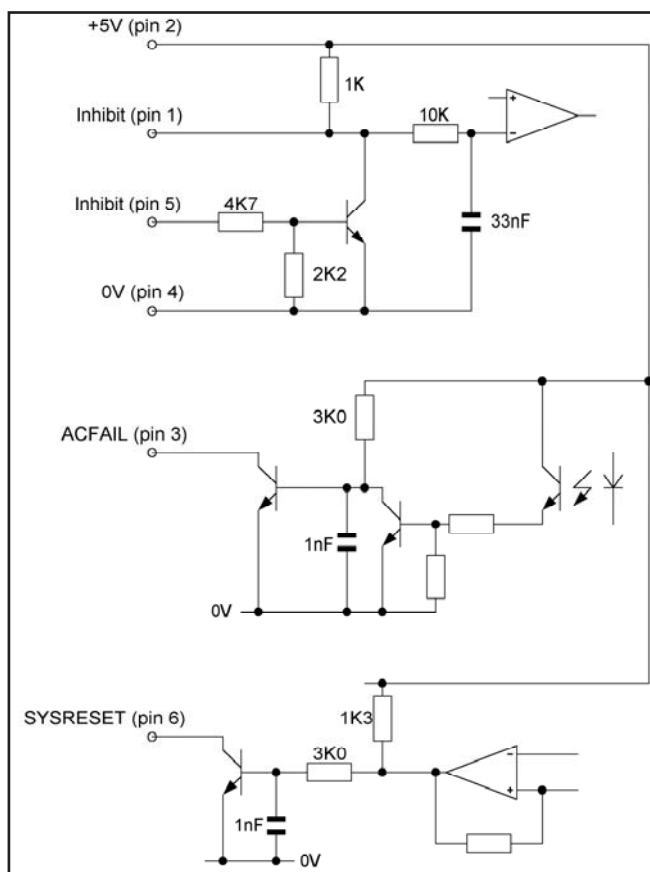 +5V (pin 2)
1K
Inhibit (pin 1)
10K
+
−
Inhibit (pin 5)
4K7
33nF
2K2
0V (pin 4)
3K0
ACFAIL (pin 3)
1nF
0V
SYSRESET (pin 6)
1K3
3K0
−
+
1nF
0V